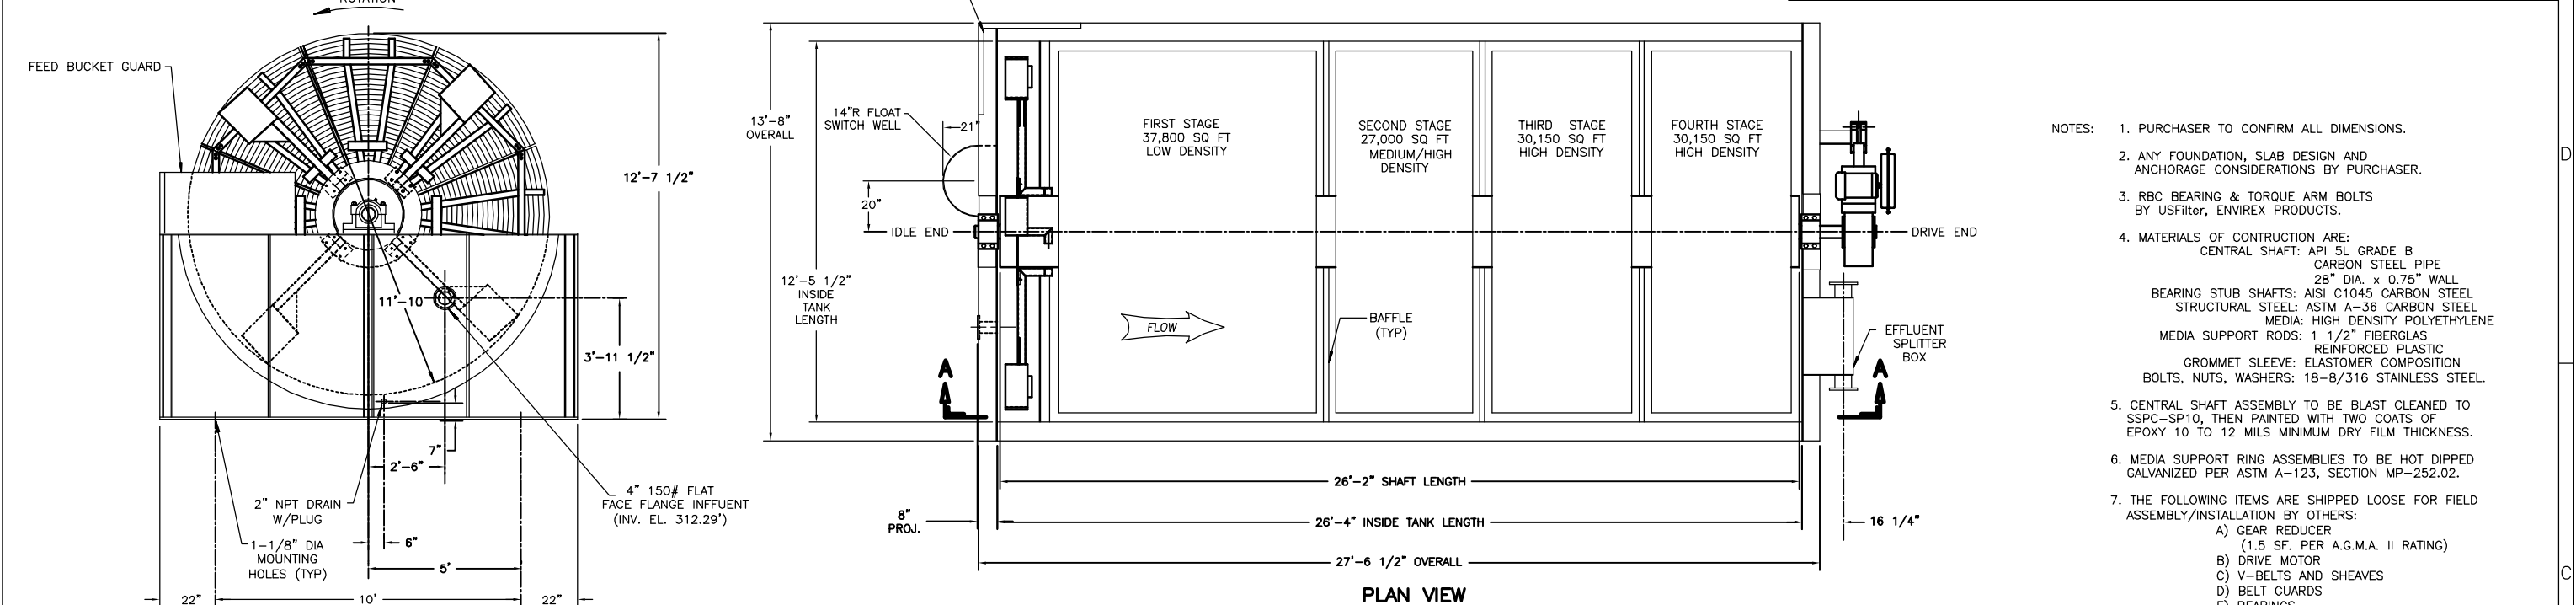 ROTATION
FEED BUCKET GUARD
12'-7 1/2"
11'-10
3'-11 1/2"
7"
2'-6"
2" NPT DRAIN
W/PLUG
4" 150# FLAT
FACE FLANGE INFFUENT
(INV. EL. 312.29')
6"
1-1/8" DIA
MOUNTING
HOLES (TYP)
5'
22"
10'
22"
13'-8"
OVERALL
14"R FLOAT
SWITCH WELL
21"
20"
IDLE END
12'-5 1/2"
INSIDE
TANK
LENGTH
FIRST STAGE
37,800 SQ FT
LOW DENSITY
SECOND STAGE
27,000 SQ FT
MEDIUM/HIGH
DENSITY
THIRD STAGE
30,150 SQ FT
HIGH DENSITY
FOURTH STAGE
30,150 SQ FT
HIGH DENSITY
DRIVE END
FLOW
BAFFLE
(TYP)
EFFLUENT
SPLITTER
BOX
A
A
26'-2" SHAFT LENGTH
8"
PROJ.
26'-4" INSIDE TANK LENGTH
16 1/4"
27'-6 1/2" OVERALL
PLAN VIEW
NOTES: 1. PURCHASER TO CONFIRM ALL DIMENSIONS.
2. ANY FOUNDATION, SLAB DESIGN AND
ANCHORAGE CONSIDERATIONS BY PURCHASER.
3. RBC BEARING & TORQUE ARM BOLTS
BY USFilter, ENVIREX PRODUCTS.
4. MATERIALS OF CONTRUCTION ARE:
CENTRAL SHAFT: API 5L GRADE B
CARBON STEEL PIPE
28" DIA. x 0.75" WALL
BEARING STUB SHAFTS: AISI C1045 CARBON STEEL
STRUCTURAL STEEL: ASTM A-36 CARBON STEEL
MEDIA: HIGH DENSITY POLYETHYLENE
MEDIA SUPPORT RODS: 1 1/2" FIBERGLAS
REINFORCED PLASTIC
GROMMET SLEEVE: ELASTOMER COMPOSITION
BOLTS, NUTS, WASHERS: 18-8/316 STAINLESS STEEL.
5. CENTRAL SHAFT ASSEMBLY TO BE BLAST CLEANED TO
SSPC-SP10, THEN PAINTED WITH TWO COATS OF
EPOXY 10 TO 12 MILS MINIMUM DRY FILM THICKNESS.
6. MEDIA SUPPORT RING ASSEMBLIES TO BE HOT DIPPED
GALVANIZED PER ASTM A-123, SECTION MP-252.02.
7. THE FOLLOWING ITEMS ARE SHIPPED LOOSE FOR FIELD
ASSEMBLY/INSTALLATION BY OTHERS:
A) GEAR REDUCER
(1.5 SF. PER A.G.M.A. II RATING)
B) DRIVE MOTOR
C) V-BELTS AND SHEAVES
D) BELT GUARDS
E) BEARINGS
D
C